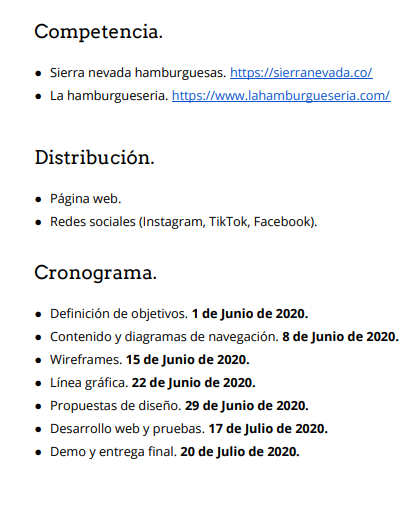 Competencia.
● Sierra nevada hamburguesas. https://sierranevada.co/
● La hamburgueseria. https://www.lahamburgueseria.com/
Distribución.
● Página web.
● Redes sociales (Instagram, TikTok, Facebook).
Cronograma.
● Definición de objetivos. 1 de Junio de 2020.
● Contenido y diagramas de navegación. 8 de Junio de 2020.
● Wireframes. 15 de Junio de 2020.
● Línea gráfica. 22 de Junio de 2020.
● Propuestas de diseño. 29 de Junio de 2020.
● Desarrollo web y pruebas. 17 de Julio de 2020.
● Demo y entrega final. 20 de Julio de 2020.